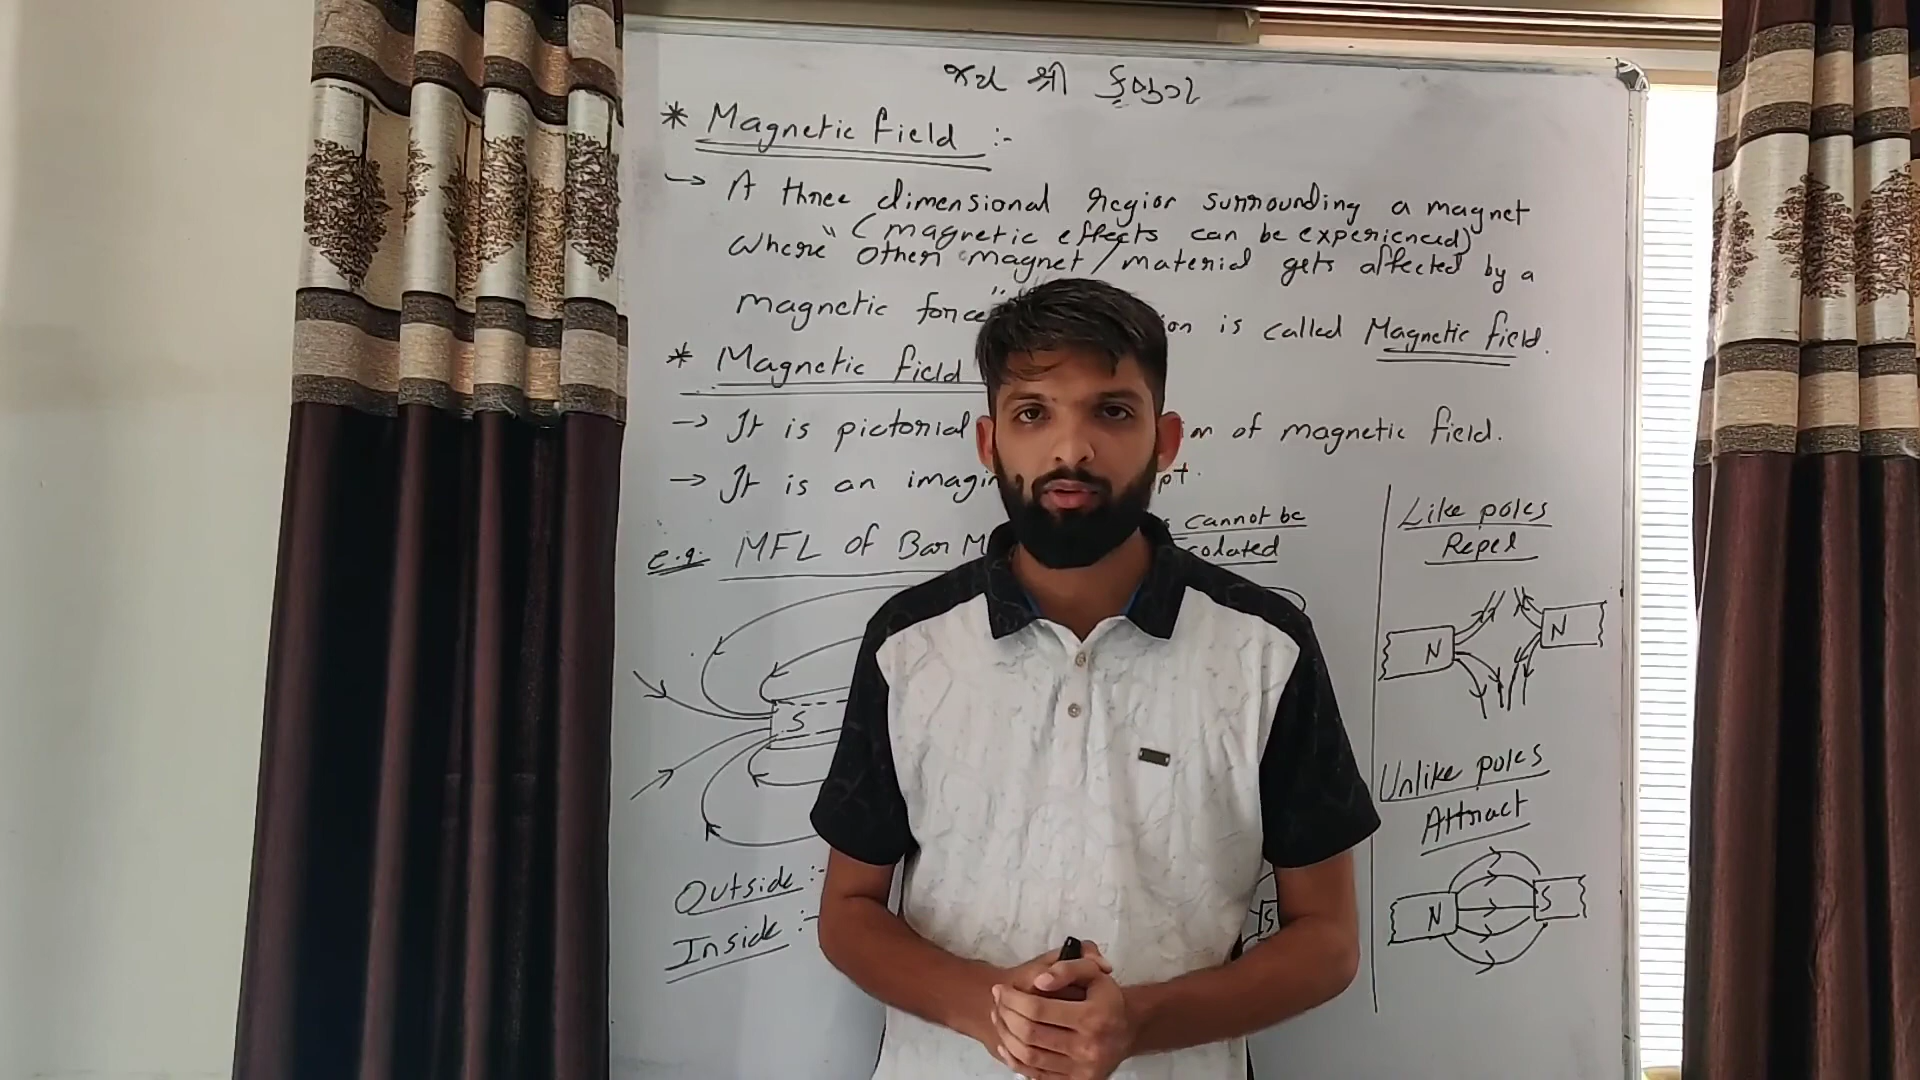 જય શ્રી કૃષ્ણ
* Magnetic field :-
→ A three dimensional region surrounding a magnet
(magnetic effects can be experienced)
where " other magnet/material gets affected by a
magnetic force" is called Magnetic field.
* Magnetic field
→ It is pictorial of magnetic field.
→ It is an
e.g. MFL of Bar
cannot be
Like poles
Repel
N
N
S
Unlike poles
Attract
N
S
Outside :-
Inside :-
S